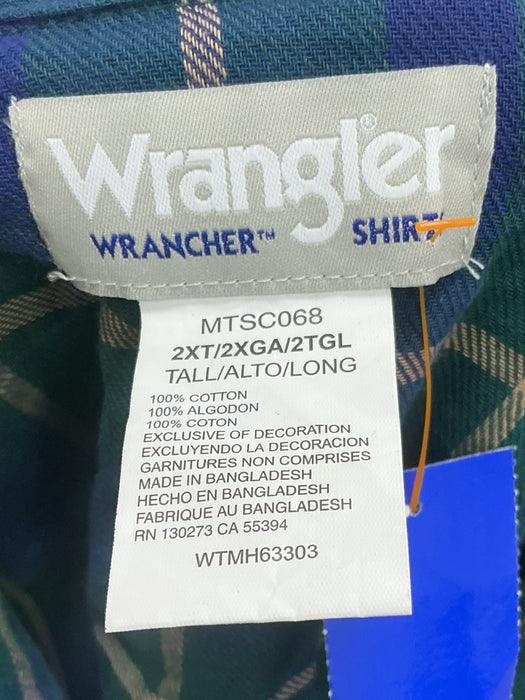 Wrangler®
WRANCHER™ SHIRT
MTSC068
2XT/2XGA/2TGL
TALL/ALTO/LONG
100% COTTON
100% ALGODON
100% COTON
EXCLUSIVE OF DECORATION
EXCLUYENDO LA DECORACION
GARNITURES NON COMPRISES
MADE IN BANGLADESH
HECHO EN BANGLADESH
FABRIQUE AU BANGLADESH
RN 130273 CA 55394
WTMH63303